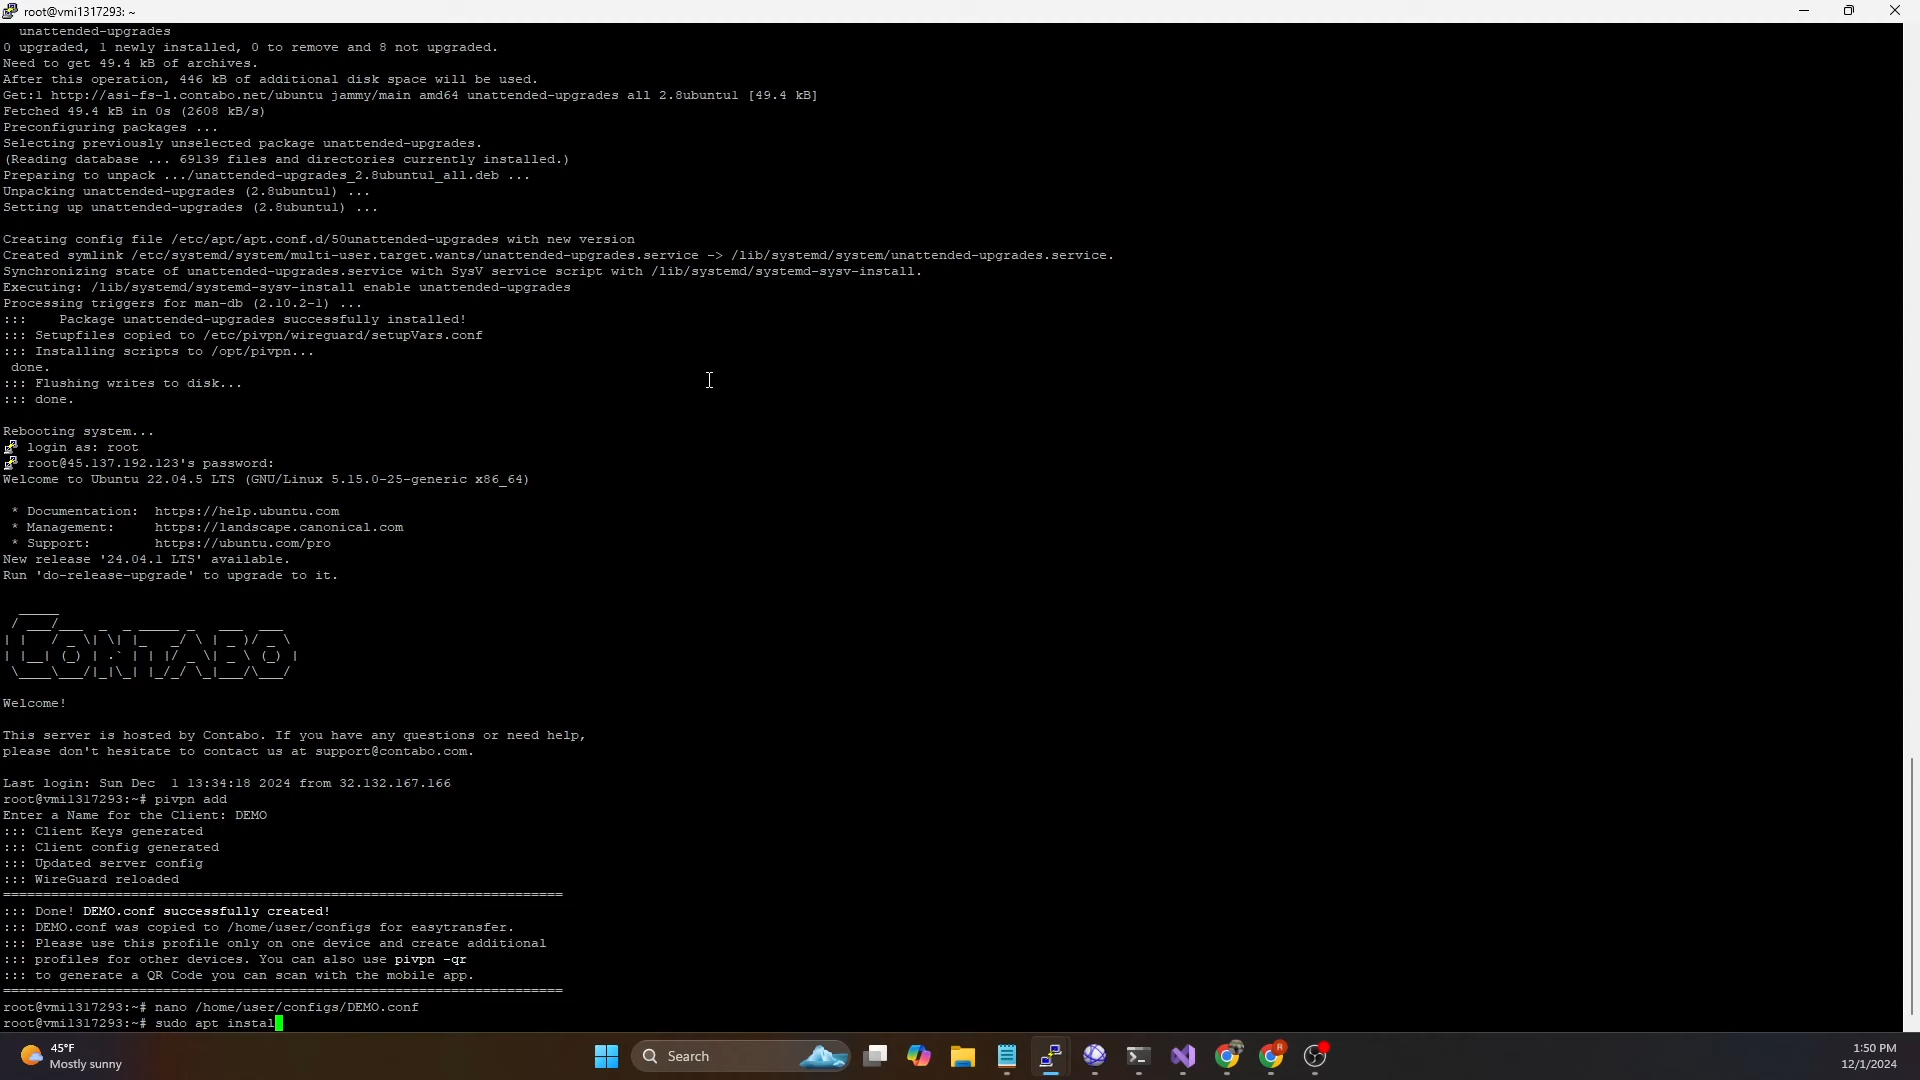 root@vmi1317293: ~
unattended-upgrades
0 upgraded, 1 newly installed, 0 to remove and 8 not upgraded.
Need to get 49.4 kB of archives.
After this operation, 446 kB of additional disk space will be used.
Get:1 http://asi-fs-l.contabo.net/ubuntu jammy/main amd64 unattended-upgrades all 2.8ubuntu1 [49.4 kB]
Fetched 49.4 kB in 0s (2608 kB/s)
Preconfiguring packages ...
Selecting previously unselected package unattended-upgrades.
(Reading database ... 69139 files and directories currently installed.)
Preparing to unpack .../unattended-upgrades_2.8ubuntu1_all.deb ...
Unpacking unattended-upgrades (2.8ubuntu1) ...
Setting up unattended-upgrades (2.8ubuntu1) ...
Creating config file /etc/apt/apt.conf.d/50unattended-upgrades with new version
Created symlink /etc/systemd/system/multi-user.target.wants/unattended-upgrades.service -> /lib/systemd/system/unattended-upgrades.service.
Synchronizing state of unattended-upgrades.service with SysV service script with /lib/systemd/systemd-sysv-install.
Executing: /lib/systemd/systemd-sysv-install enable unattended-upgrades
Processing triggers for man-db (2.10.2-1) ...
:::    Package unattended-upgrades successfully installed!
::: Setupfiles copied to /etc/pivpn/wireguard/setupVars.conf
::: Installing scripts to /opt/pivpn...
done.
::: Flushing writes to disk...
::: done.
Rebooting system...
login as: root
root@45.137.192.123's password:
Welcome to Ubuntu 22.04.5 LTS (GNU/Linux 5.15.0-25-generic x86_64)
* Documentation:  https://help.ubuntu.com
* Management:     https://landscape.canonical.com
* Support:        https://ubuntu.com/pro
New release '24.04.1 LTS' available.
Run 'do-release-upgrade' to upgrade to it.
CONTABO
Welcome!
This server is hosted by Contabo. If you have any questions or need help,
please don't hesitate to contact us at support@contabo.com.
Last login: Sun Dec  1 13:34:18 2024 from 32.132.167.166
root@vmi1317293:~# pivpn add
Enter a Name for the Client: DEMO
::: Client Keys generated
::: Client config generated
::: Updated server config
::: WireGuard reloaded
======================================================================
::: Done! DEMO.conf successfully created!
::: DEMO.conf was copied to /home/user/configs for easytransfer.
::: Please use this profile only on one device and create additional
::: profiles for other devices. You can also use pivpn -qr
::: to generate a QR Code you can scan with the mobile app.
======================================================================
root@vmi1317293:~# nano /home/user/configs/DEMO.conf
root@vmi1317293:~# sudo apt instal
45°F
Mostly sunny
Search
1:50 PM
12/1/2024